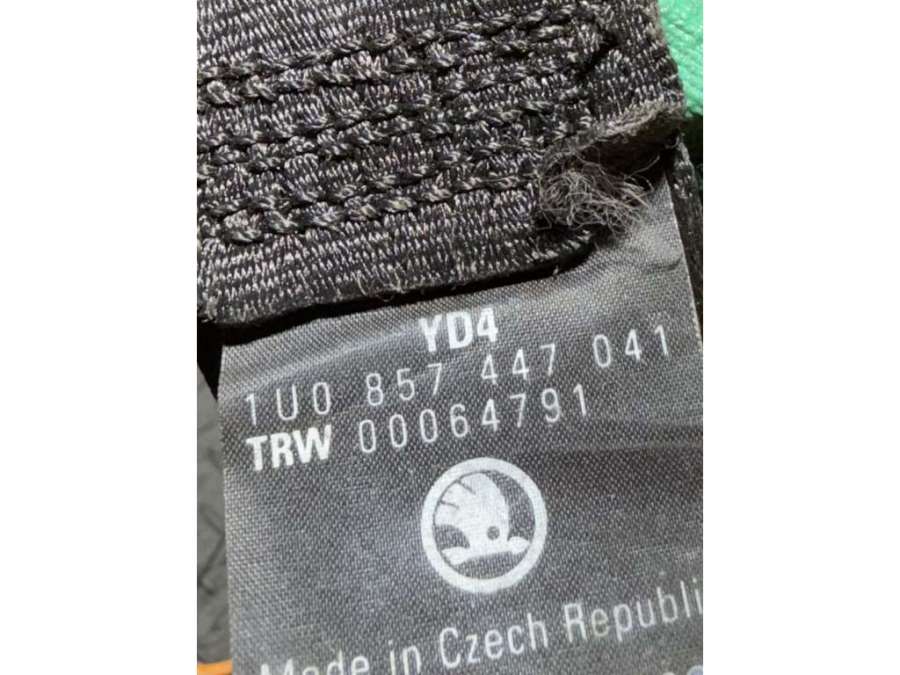 YD4
1U0 857 447 041
TRW 00064791
Made in Czech Republi